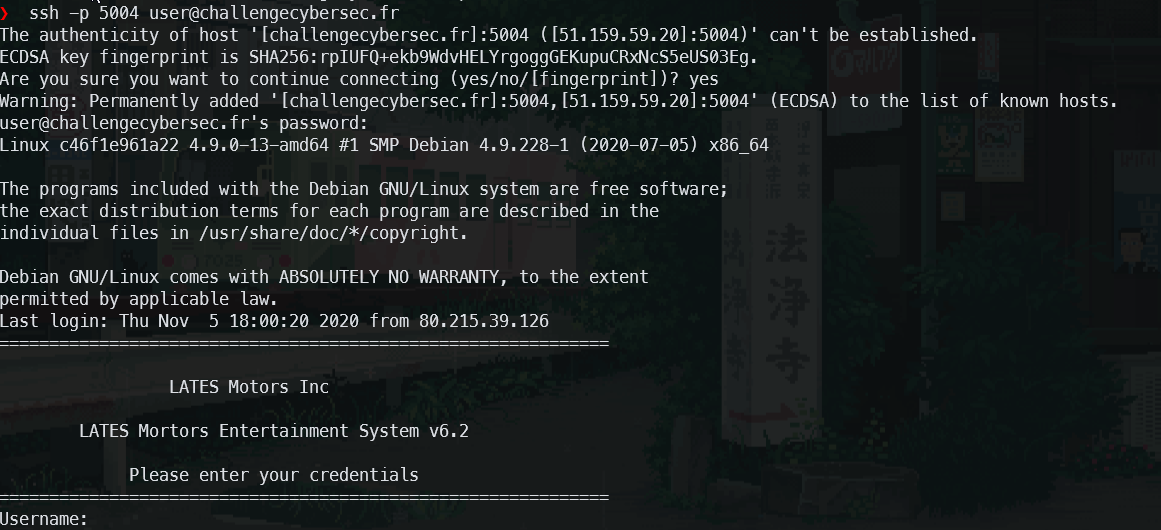 ❯ ssh -p 5004 user@challengecybersec.fr
The authenticity of host '[challengecybersec.fr]:5004 ([51.159.59.20]:5004)' can't be established.
ECDSA key fingerprint is SHA256:rpIUFQ+ekb9WdvHELYrgoggGEKupuCRxNcS5eUS03Eg.
Are you sure you want to continue connecting (yes/no/[fingerprint])? yes
Warning: Permanently added '[challengecybersec.fr]:5004,[51.159.59.20]:5004' (ECDSA) to the list of known hosts.
user@challengecybersec.fr's password:
Linux c46f1e961a22 4.9.0-13-amd64 #1 SMP Debian 4.9.228-1 (2020-07-05) x86_64
The programs included with the Debian GNU/Linux system are free software;
the exact distribution terms for each program are described in the
individual files in /usr/share/doc/*/copyright.
Debian GNU/Linux comes with ABSOLUTELY NO WARRANTY, to the extent
permitted by applicable law.
Last login: Thu Nov  5 18:00:20 2020 from 80.215.39.126
=============================================================
LATES Motors Inc
LATES Mortors Entertainment System v6.2
Please enter your credentials
=============================================================
Username:
法浄寺